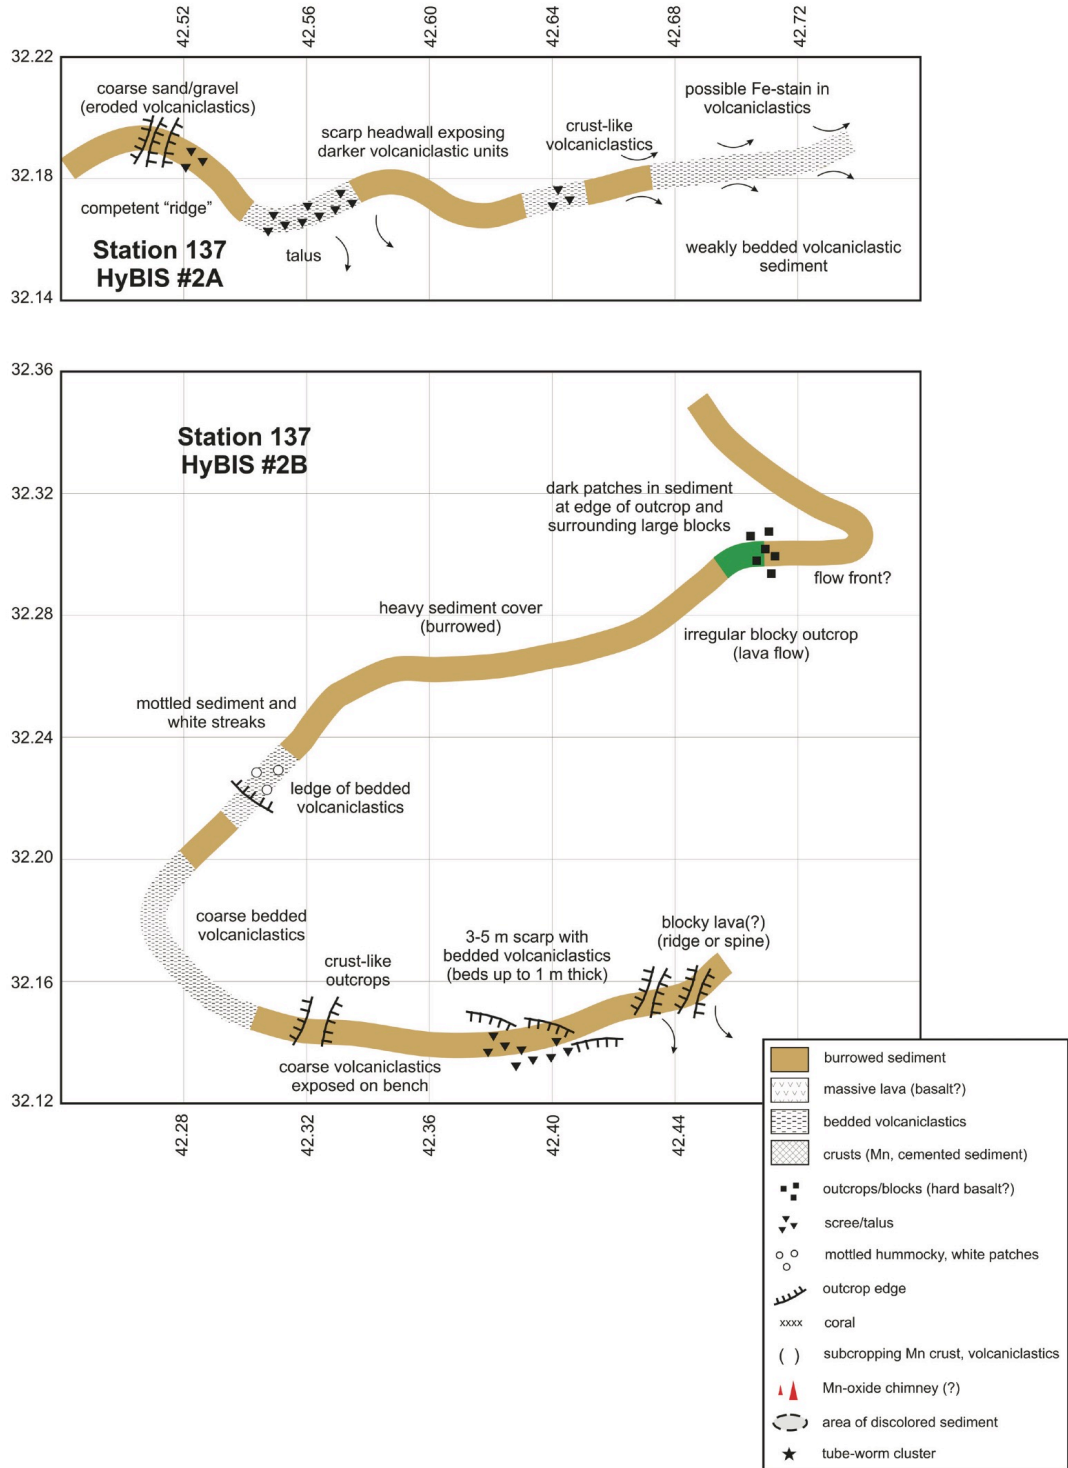 42.52
42.56
42.60
42.64
42.68
42.72
32.22
32.18
32.14
coarse sand/gravel
(eroded volcaniclastics)
scarp headwall exposing
darker volcaniclastic units
crust-like
volcaniclastics
possible Fe-stain in
volcaniclastics
competent “ridge”
talus
weakly bedded volcaniclastic
sediment
Station 137
HyBIS #2A
32.36
32.32
32.28
32.24
32.20
32.16
32.12
Station 137
HyBIS #2B
dark patches in sediment
at edge of outcrop and
surrounding large blocks
flow front?
heavy sediment cover
(burrowed)
irregular blocky outcrop
(lava flow)
mottled sediment and
white streaks
ledge of bedded
volcaniclastics
coarse bedded
volcaniclastics
crust-like
outcrops
3-5 m scarp with
bedded volcaniclastics
(beds up to 1 m thick)
blocky lava(?)
(ridge or spine)
coarse volcaniclastics
exposed on bench
42.28
42.32
42.36
42.40
42.44
burrowed sediment
massive lava (basalt?)
bedded volcaniclastics
crusts (Mn, cemented sediment)
outcrops/blocks (hard basalt?)
scree/talus
mottled hummocky, white patches
outcrop edge
xxxx coral
( ) subcropping Mn crust, volcaniclastics
Mn-oxide chimney (?)
area of discolored sediment
tube-worm cluster